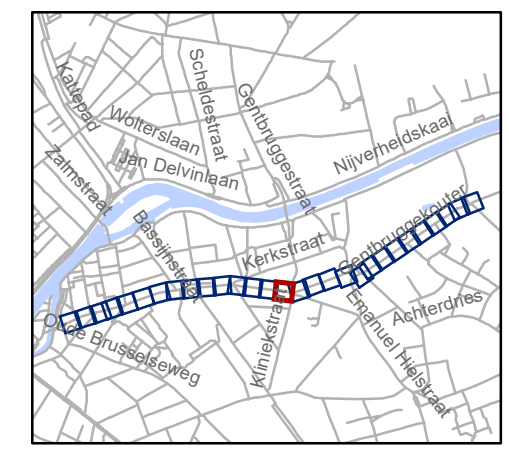 Kattepad
Scheldestraat
Gentbruggestraat
Wolterslaan
Jan Delvinlaan
Nijverheidskaai
Zalmstraat
Bassijnstraat
Kerkstraat
Gentbruggekouter
Oude Brusselseweg
Kliniekstraat
Emanuel Hielstraat
Achterdries